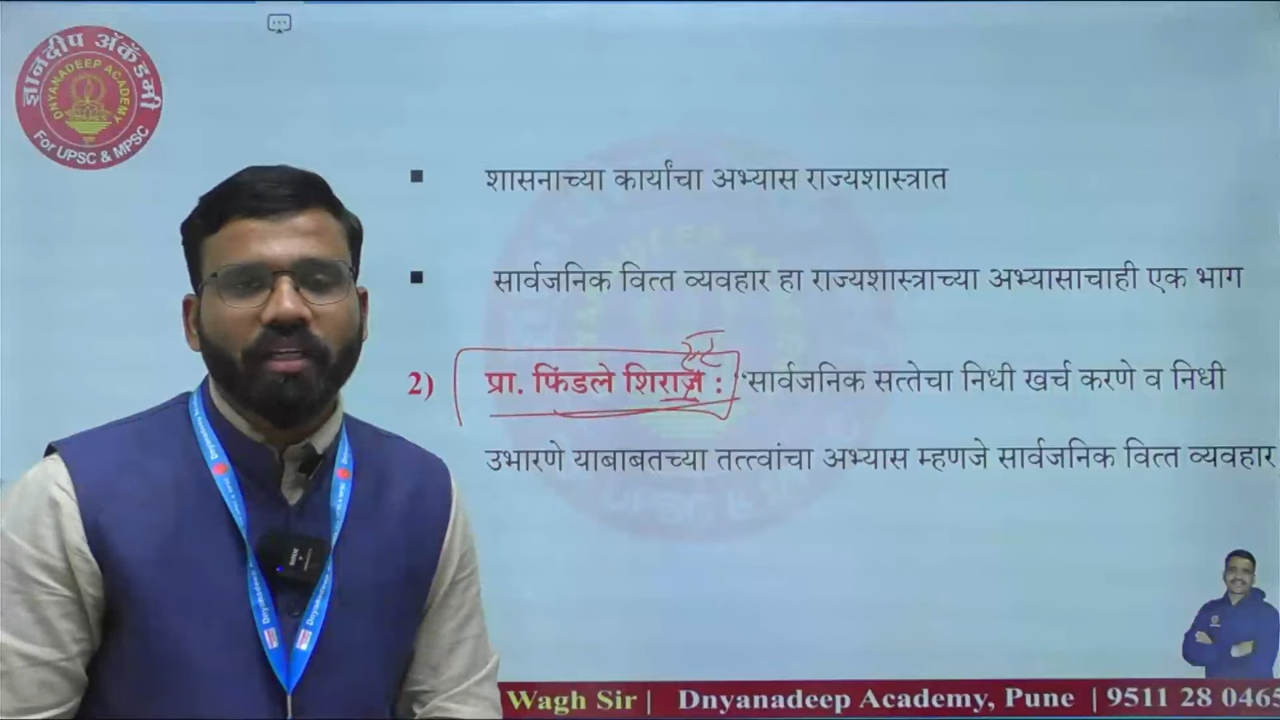 ज्ञानदीप अ‍ॅकॅडमी
DNYANADEEP ACADEMY
For UPSC & MPSC
▪ शासनाच्या कार्यांचा अभ्यास राज्यशास्त्रात
▪ सार्वजनिक वित्त व्यवहार हा राज्यशास्त्राच्या अभ्यासाचाही एक भाग
2) प्रा. फिंडले शिराज : 'सार्वजनिक सत्तेचा निधी खर्च करणे व निधी
उभारणे याबाबतच्या तत्त्वांचा अभ्यास म्हणजे सार्वजनिक वित्त व्यवहार
Wagh Sir | Dnyanadeep Academy, Pune | 9511 28 0465